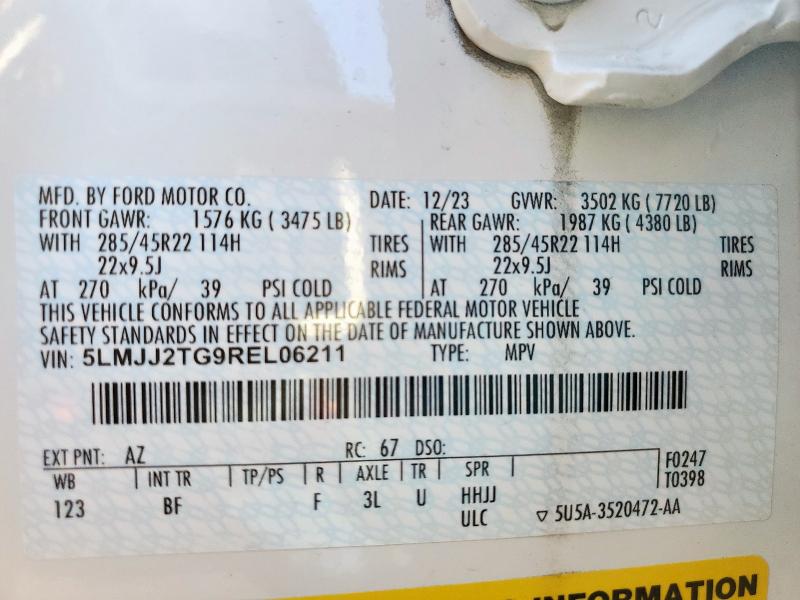 2
MFD. BY FORD MOTOR CO. DATE: 12/23 GVWR: 3502 KG ( 7720 LB)
FRONT GAWR: 1576 KG ( 3475 LB) REAR GAWR: 1987 KG ( 4380 LB)
WITH 285/45R22 114H TIRES WITH 285/45R22 114H TIRES
22x9.5J RIMS 22x9.5J RIMS
AT 270 kPa/ 39 PSI COLD AT 270 kPa/ 39 PSI COLD
THIS VEHICLE CONFORMS TO ALL APPLICABLE FEDERAL MOTOR VEHICLE
SAFETY STANDARDS IN EFFECT ON THE DATE OF MANUFACTURE SHOWN ABOVE.
VIN: 5LMJJ2TG9REL06211 TYPE: MPV
EXT PNT: AZ RC: 67 DSO: F0247
WB INT TR TP/PS R AXLE TR SPR T0398
123 BF F 3L U HHJJ
ULC ▽ 5U5A-3520472-AA
INFORMATION